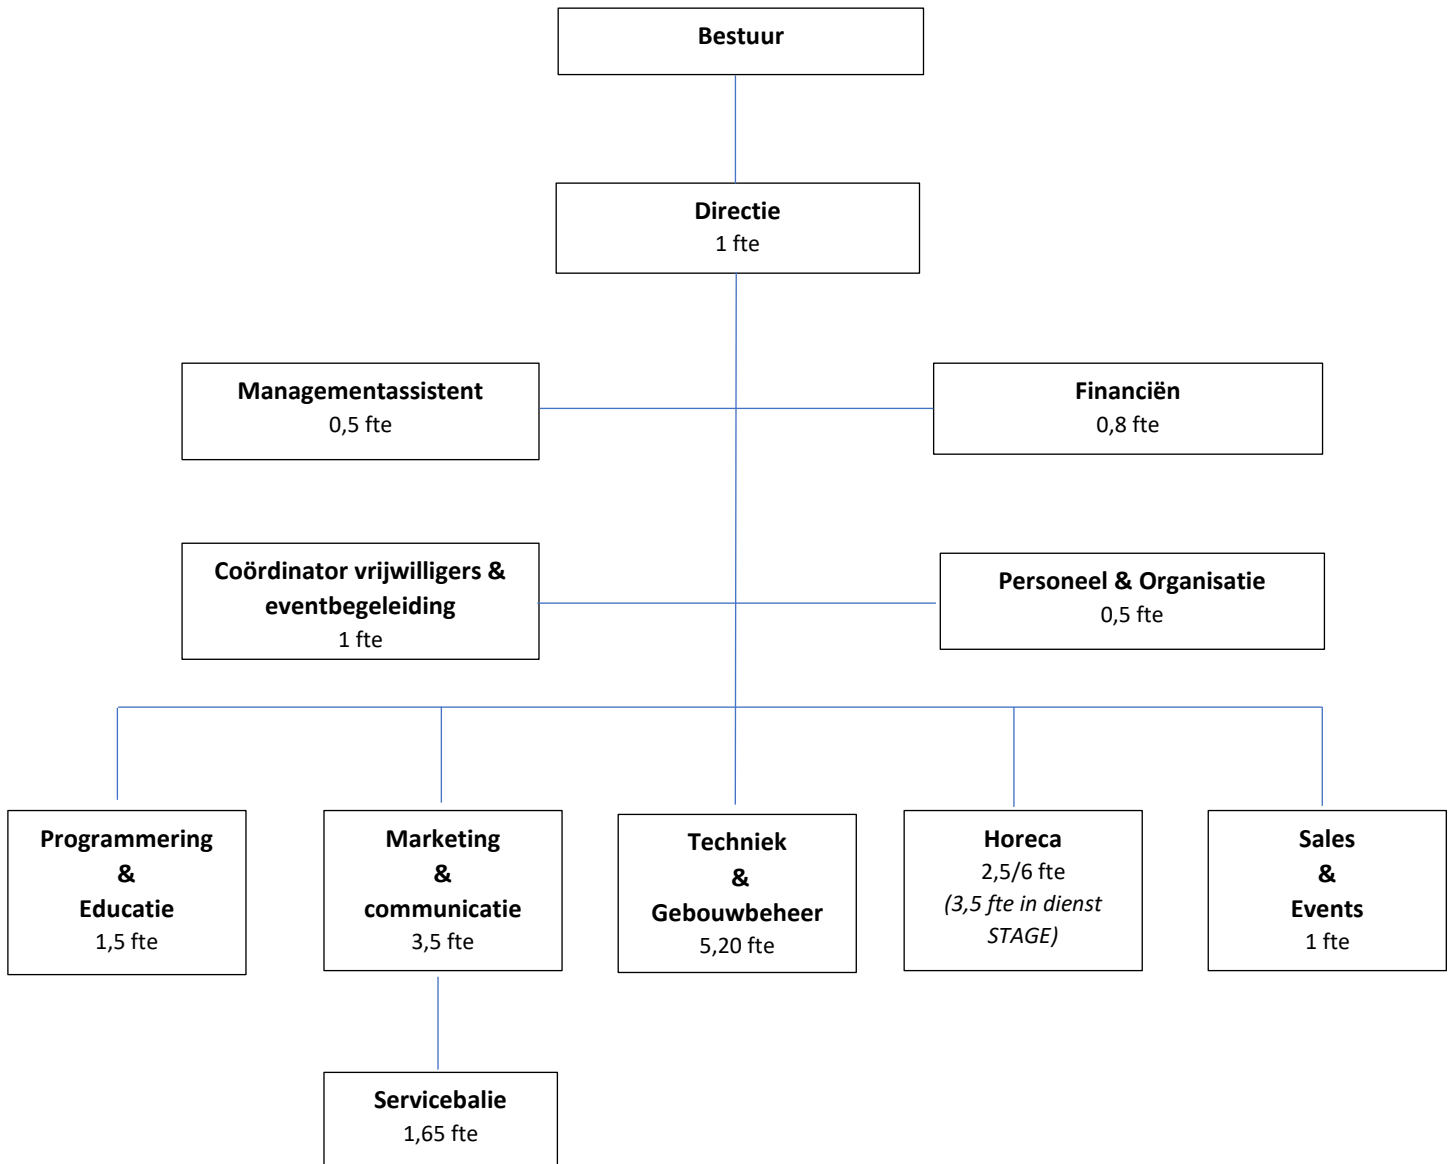 Bestuur
Directie
1 fte
Managementassistent
0,5 fte
Financiën
0,8 fte
Coördinator vrijwilligers &
eventbegeleiding
1 fte
Personeel & Organisatie
0,5 fte
Programmering
&
Educatie
1,5 fte
Marketing
&
communicatie
3,5 fte
Techniek
&
Gebouwbeheer
5,20 fte
Horeca
2,5/6 fte
(3,5 fte in dienst
STAGE)
Sales
&
Events
1 fte
Servicebalie
1,65 fte